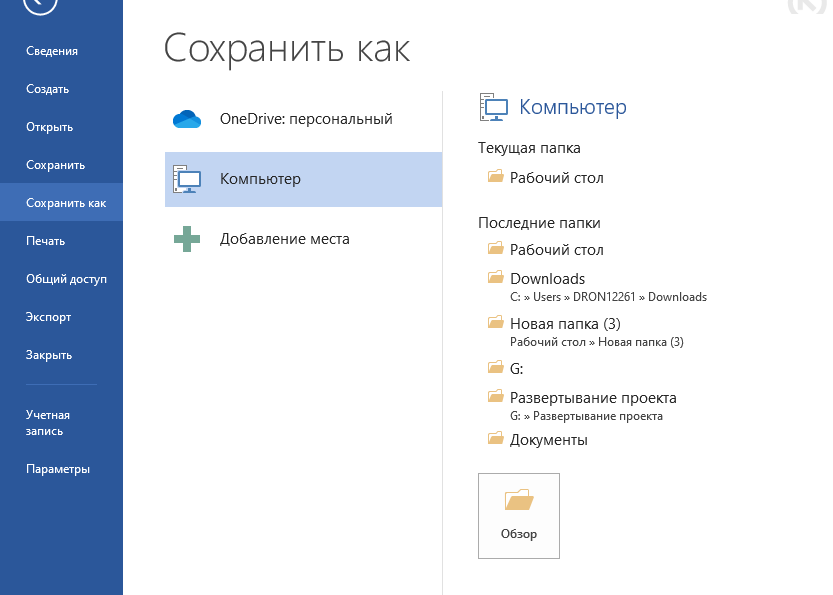 Сведения
Создать
Открыть
Сохранить
Сохранить как
Печать
Общий доступ
Экспорт
Закрыть
Учетная
запись
Параметры
Сохранить как
OneDrive: персональный
Компьютер
Добавление места
Компьютер
Текущая папка
Рабочий стол
Последние папки
Рабочий стол
Downloads
C: » Users » DRON12261 » Downloads
Новая папка (3)
Рабочий стол » Новая папка (3)
G:
Развертывание проекта
G: » Развертывание проекта
Документы
Обзор